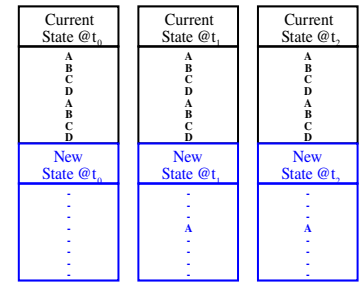 Current
State @t₀
A
B
C
D
A
B
C
D
New
State @t₀
-
-
-
-
-
-
-
-
Current
State @t₁
A
B
C
D
A
B
C
D
New
State @t₁
-
-
-
A
-
-
-
-
Current
State @t₂
A
B
C
D
A
B
C
D
New
State @t₂
-
-
-
A
-
-
-
-